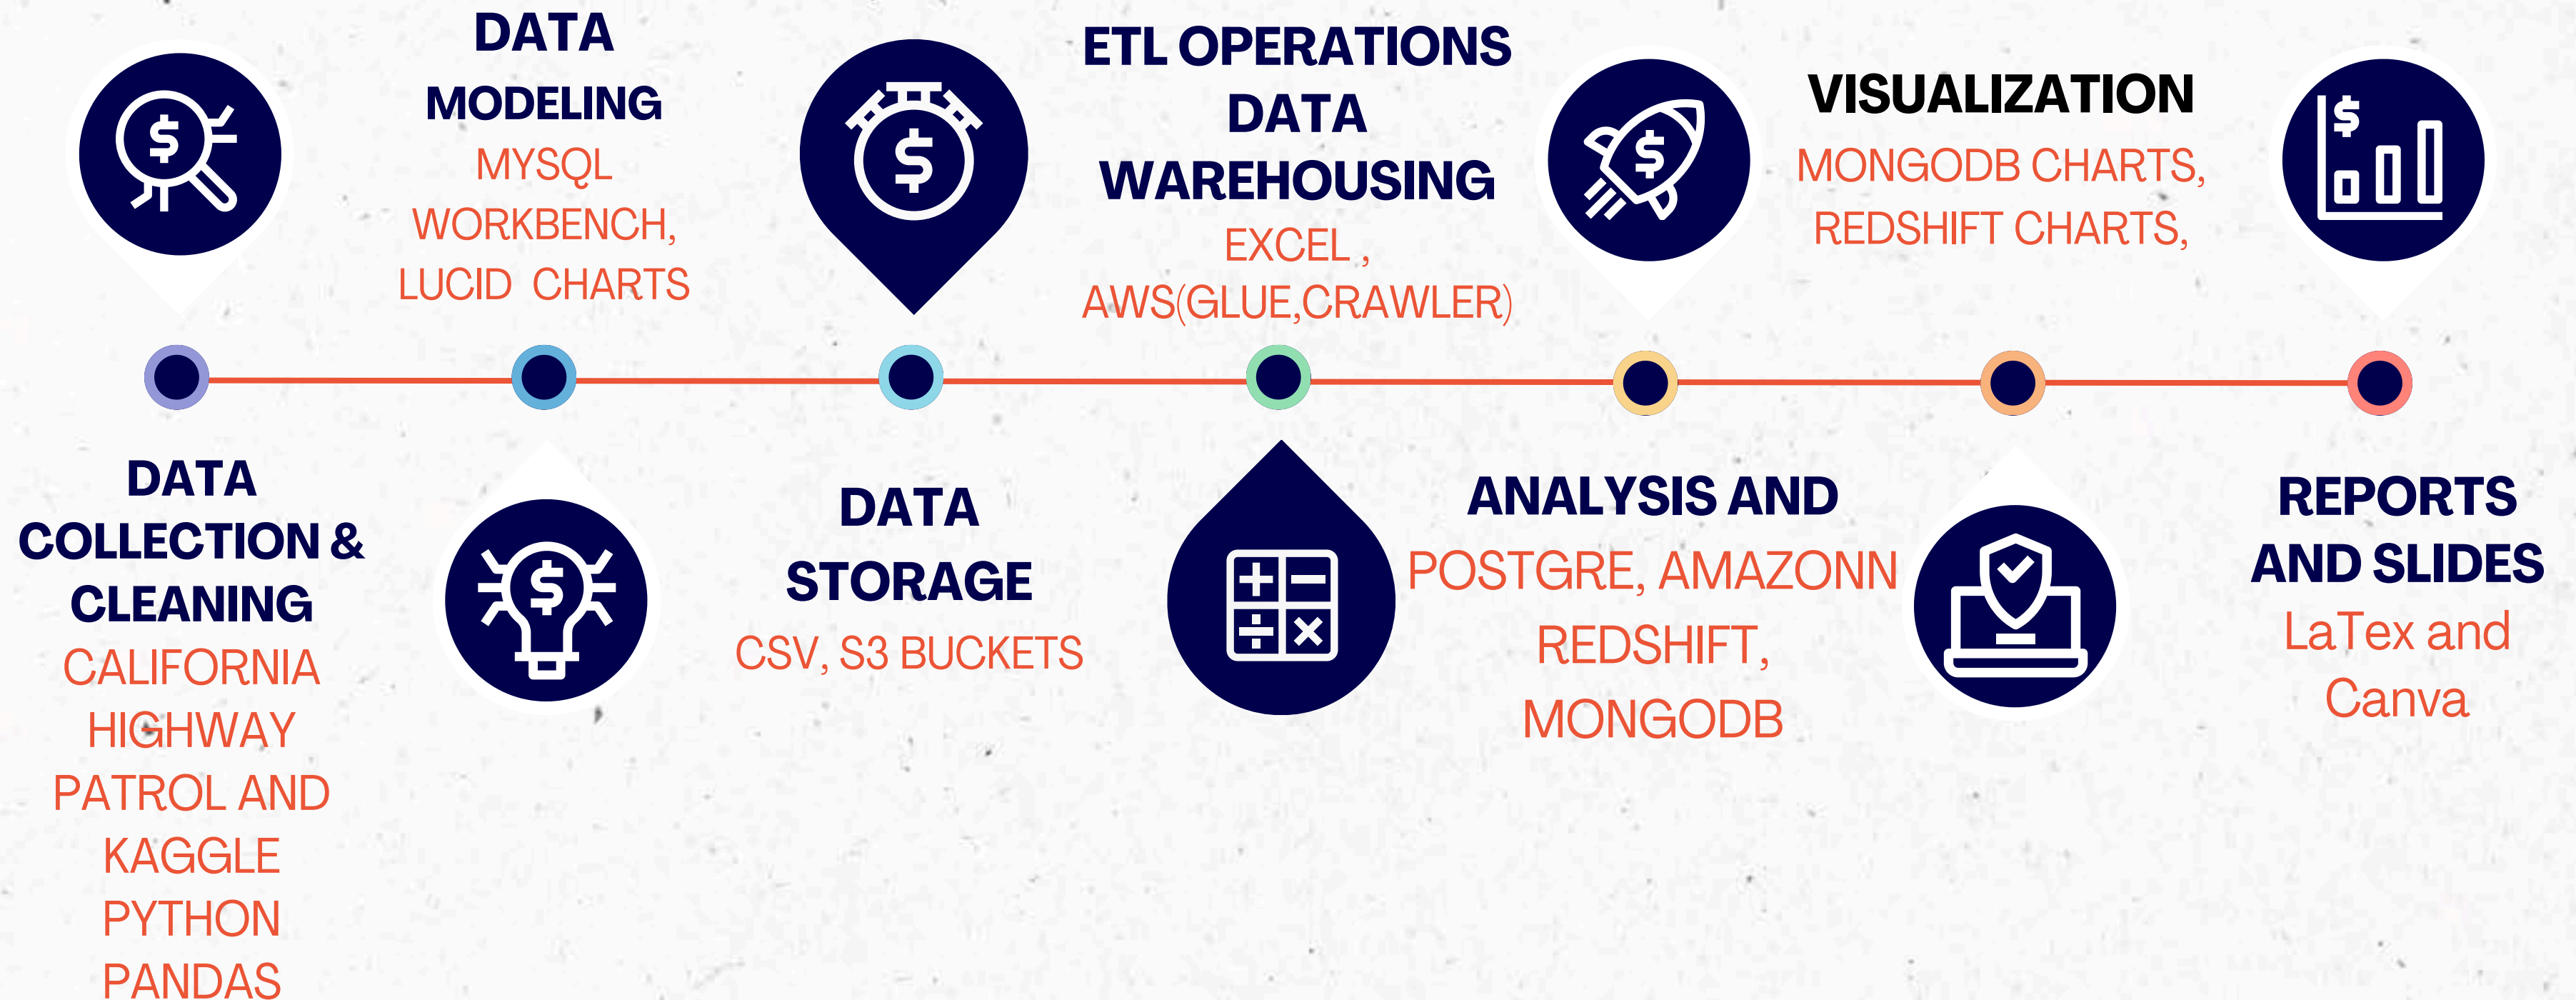 DATA
COLLECTION &
CLEANING
CALIFORNIA
HIGHWAY
PATROL AND
KAGGLE
PYTHON
PANDAS
DATA
MODELING
MYSQL
WORKBENCH,
LUCID CHARTS
DATA
STORAGE
CSV, S3 BUCKETS
ETL OPERATIONS
DATA
WAREHOUSING
EXCEL ,
AWS(GLUE,CRAWLER)
ANALYSIS AND
POSTGRE, AMAZONN
REDSHIFT,
MONGODB
VISUALIZATION
MONGODB CHARTS,
REDSHIFT CHARTS,
REPORTS
AND SLIDES
LaTex and
Canva